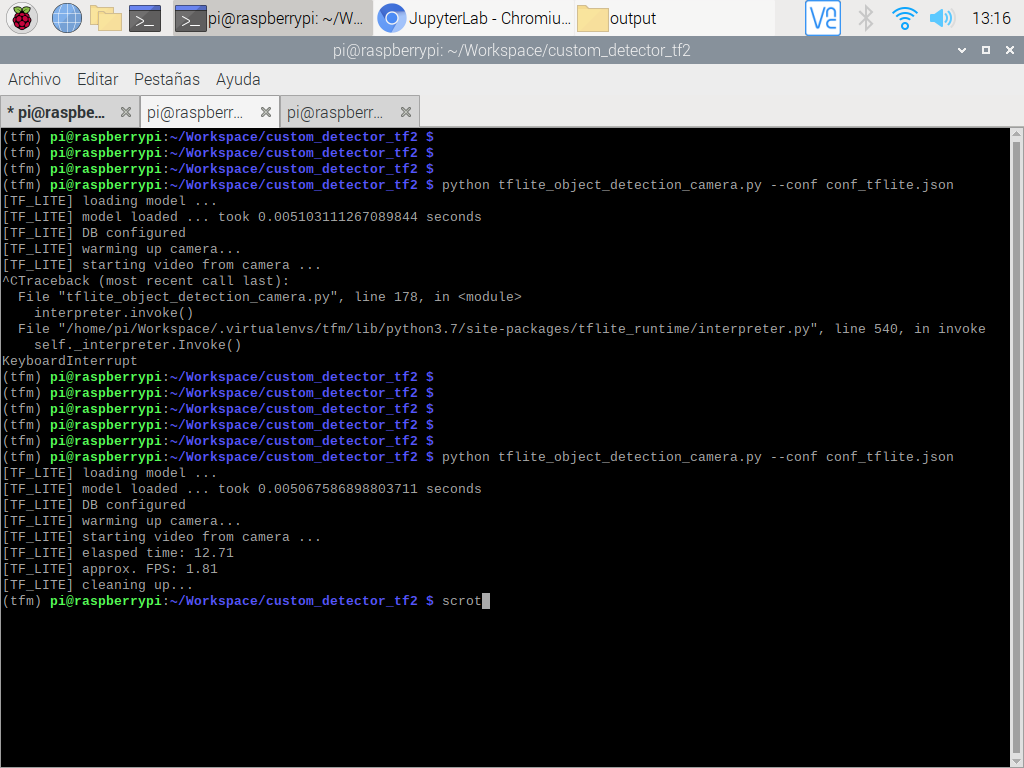 pi@raspberrypi: ~/W... JupyterLab - Chromiu... output 13:16
pi@raspberrypi: ~/Workspace/custom_detector_tf2
Archivo Editar Pestañas Ayuda
* pi@raspbe... pi@raspberr... pi@raspberr...
(tfm) pi@raspberrypi:~/Workspace/custom_detector_tf2 $
(tfm) pi@raspberrypi:~/Workspace/custom_detector_tf2 $
(tfm) pi@raspberrypi:~/Workspace/custom_detector_tf2 $
(tfm) pi@raspberrypi:~/Workspace/custom_detector_tf2 $ python tflite_object_detection_camera.py --conf conf_tflite.json
[TF_LITE] loading model ...
[TF_LITE] model loaded ... took 0.005103111267089844 seconds
[TF_LITE] DB configured
[TF_LITE] warming up camera...
[TF_LITE] starting video from camera ...
^CTraceback (most recent call last):
  File "tflite_object_detection_camera.py", line 178, in <module>
    interpreter.invoke()
  File "/home/pi/Workspace/.virtualenvs/tfm/lib/python3.7/site-packages/tflite_runtime/interpreter.py", line 540, in invoke
    self._interpreter.Invoke()
KeyboardInterrupt
(tfm) pi@raspberrypi:~/Workspace/custom_detector_tf2 $
(tfm) pi@raspberrypi:~/Workspace/custom_detector_tf2 $
(tfm) pi@raspberrypi:~/Workspace/custom_detector_tf2 $
(tfm) pi@raspberrypi:~/Workspace/custom_detector_tf2 $
(tfm) pi@raspberrypi:~/Workspace/custom_detector_tf2 $
(tfm) pi@raspberrypi:~/Workspace/custom_detector_tf2 $ python tflite_object_detection_camera.py --conf conf_tflite.json
[TF_LITE] loading model ...
[TF_LITE] model loaded ... took 0.005067586898803711 seconds
[TF_LITE] DB configured
[TF_LITE] warming up camera...
[TF_LITE] starting video from camera ...
[TF_LITE] elasped time: 12.71
[TF_LITE] approx. FPS: 1.81
[TF_LITE] cleaning up...
(tfm) pi@raspberrypi:~/Workspace/custom_detector_tf2 $ scrot